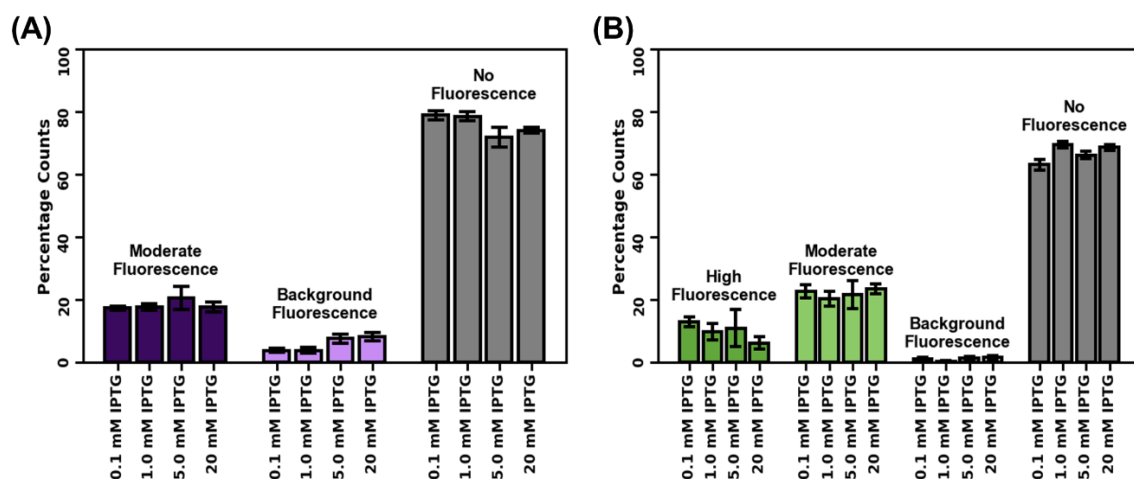 (A)
Percentage Counts
0
20
40
60
80
100
Moderate
Fluorescence
Background
Fluorescence
No
Fluorescence
0.1 mM IPTG
1.0 mM IPTG
5.0 mM IPTG
20 mM IPTG
0.1 mM IPTG
1.0 mM IPTG
5.0 mM IPTG
20 mM IPTG
0.1 mM IPTG
1.0 mM IPTG
5.0 mM IPTG
20 mM IPTG
(B)
Percentage Counts
0
20
40
60
80
100
High
Fluorescence
Moderate
Fluorescence
Background
Fluorescence
No
Fluorescence
0.1 mM IPTG
1.0 mM IPTG
5.0 mM IPTG
20 mM IPTG
0.1 mM IPTG
1.0 mM IPTG
5.0 mM IPTG
20 mM IPTG
0.1 mM IPTG
1.0 mM IPTG
5.0 mM IPTG
20 mM IPTG
0.1 mM IPTG
1.0 mM IPTG
5.0 mM IPTG
20 mM IPTG